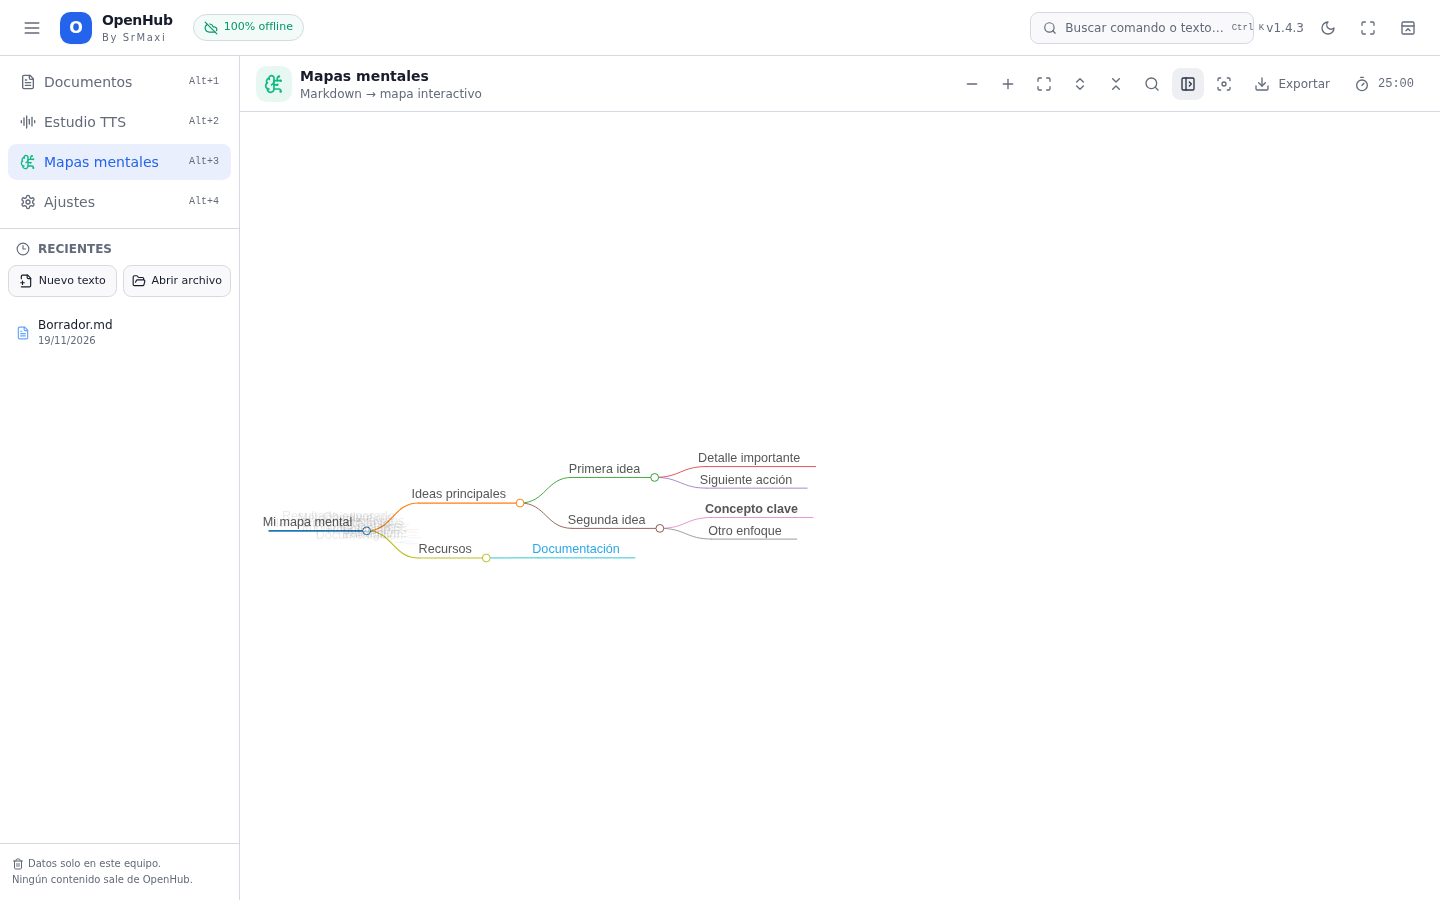 OpenHub
By SrMaxi
100% offline
Buscar comando o texto... Ctrl K
v1.4.3
Documentos Alt+1
Estudio TTS Alt+2
Mapas mentales Alt+3
Ajustes Alt+4
RECIENTES
Nuevo texto
Abrir archivo
Borrador.md
19/11/2026
Datos solo en este equipo.
Ningún contenido sale de OpenHub.
Mapas mentales
Markdown → mapa interactivo
Exportar
25:00
Mi mapa mental
Ideas principales
Primera idea
Detalle importante
Siguiente acción
Segunda idea
Concepto clave
Otro enfoque
Recursos
Documentación